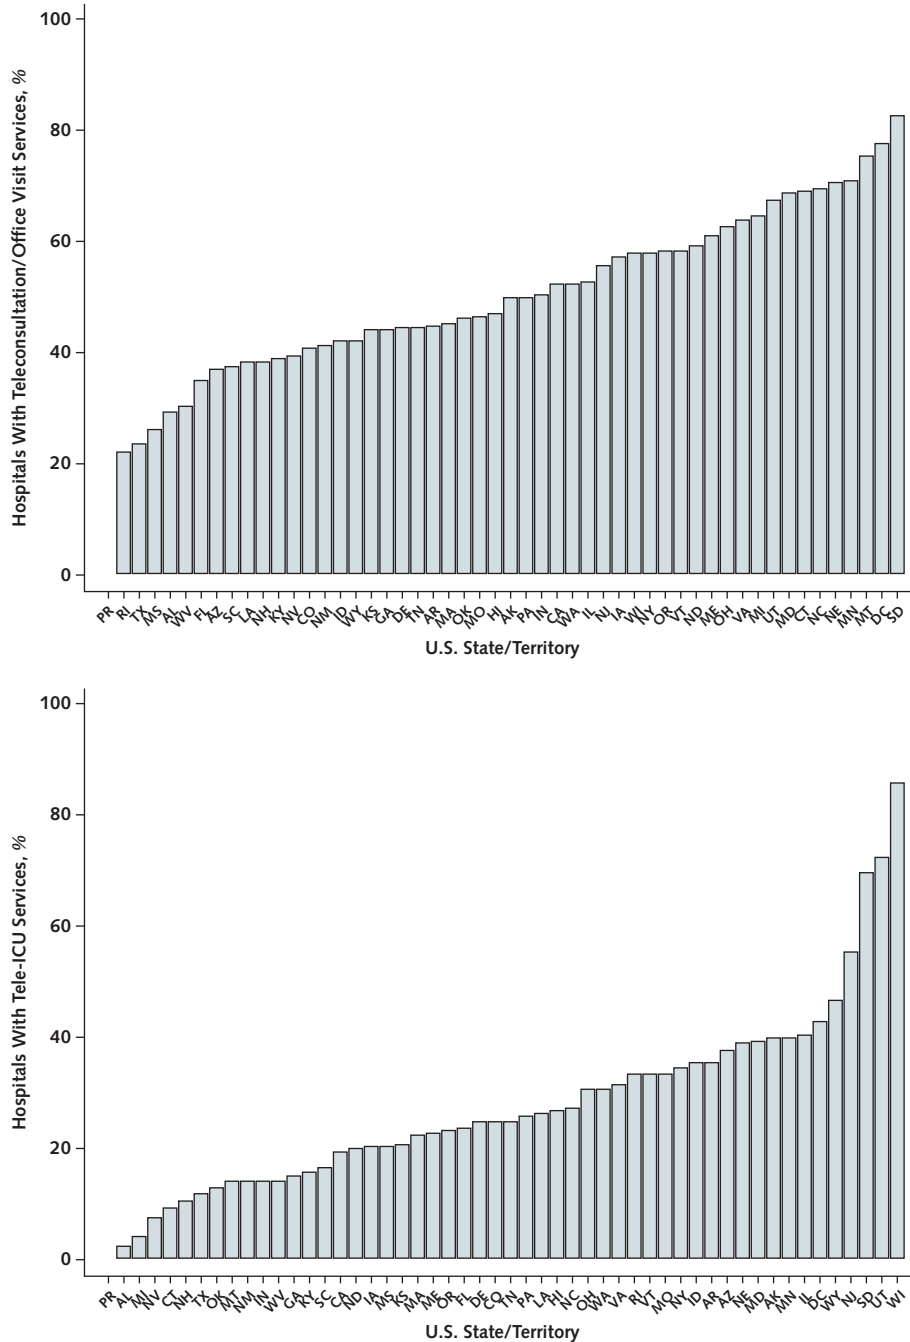 100
80
60
40
20
0
Hospitals With Teleconsultation/Office Visit Services, %
PR RI TX MS AL WV FL AZ SC LA NH KY NV CO NM ID WY KS GA DE TN AR MA OK MO HI AK PA IN CA WA IL NJ IA WI NY OR VT ND ME OH VA MI UT MD CT NC NE MN MT DC SD
U.S. State/Territory
100
80
60
40
20
0
Hospitals With Tele-ICU Services, %
PR AL MI NV CT NH TX OK MT NM IN WV GA KY SC CA ND IA MS KS MA ME OR FL DE CO TN PA LA HI NC OH WA VA RI VT MO NY ID AR AZ NE MD AK MN IL DC WY NJ SD UT WI
U.S. State/Territory